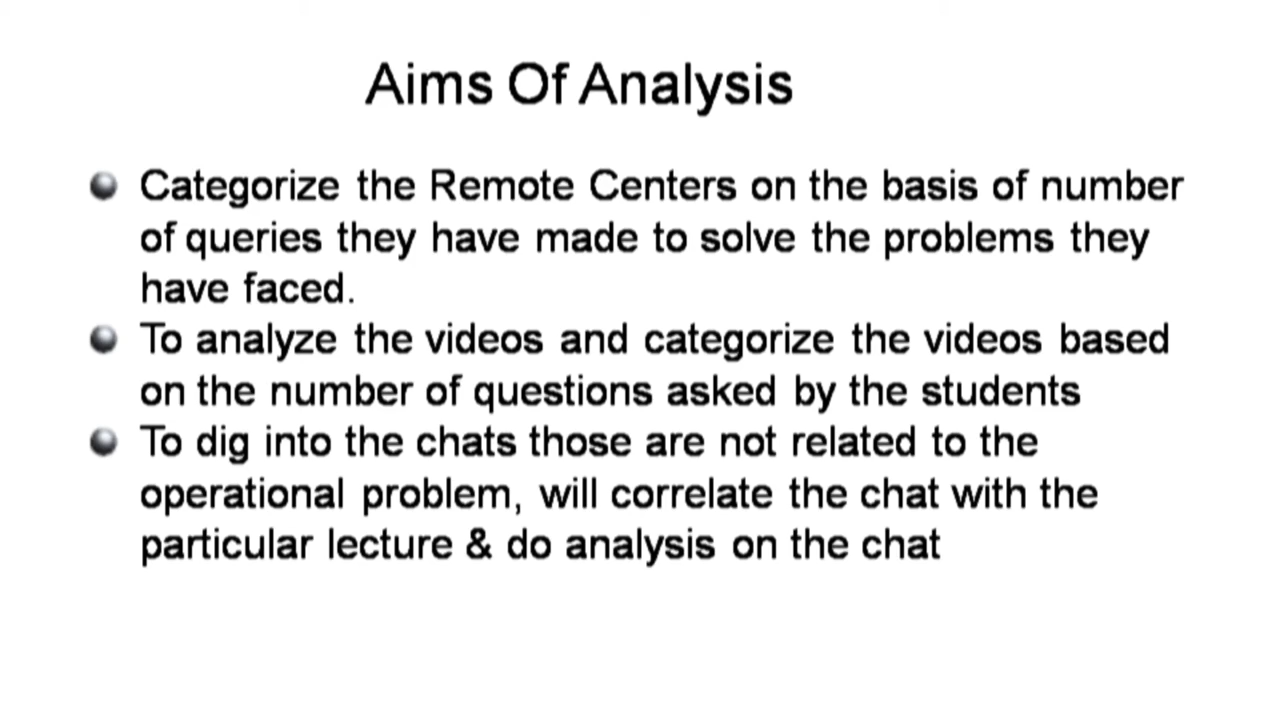 Aims Of Analysis
Categorize the Remote Centers on the basis of number
of queries they have made to solve the problems they
have faced.
To analyze the videos and categorize the videos based
on the number of questions asked by the students
To dig into the chats those are not related to the
operational problem, will correlate the chat with the
particular lecture & do analysis on the chat